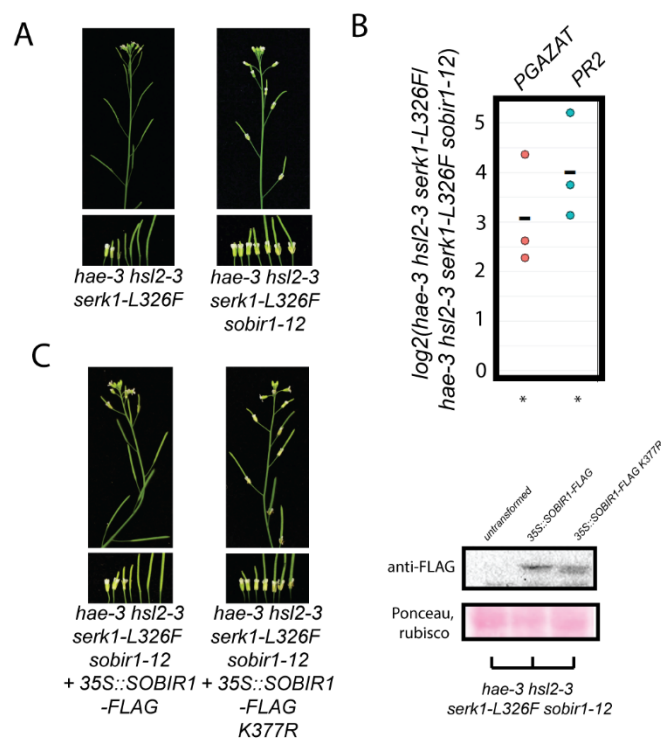 A
hae-3 hsl2-3
serk1-L326F
hae-3 hsl2-3
serk1-L326F
sobir1-12
B
PGAZAT
PR2
log2(hae-3 hsl2-3 serk1-L326F/
hae-3 hsl2-3 serk1-L326F sobir1-12)
5
4
3
2
1
0
*
*
C
hae-3 hsl2-3
serk1-L326F
sobir1-12
+ 35S::SOBIR1
-FLAG
hae-3 hsl2-3
serk1-L326F
sobir1-12
+ 35S::SOBIR1
-FLAG
K377R
untransformed
35S::SOBIR1-FLAG
35S::SOBIR1-FLAG K377R
anti-FLAG
Ponceau,
rubisco
hae-3 hsl2-3
serk1-L326F sobir1-12